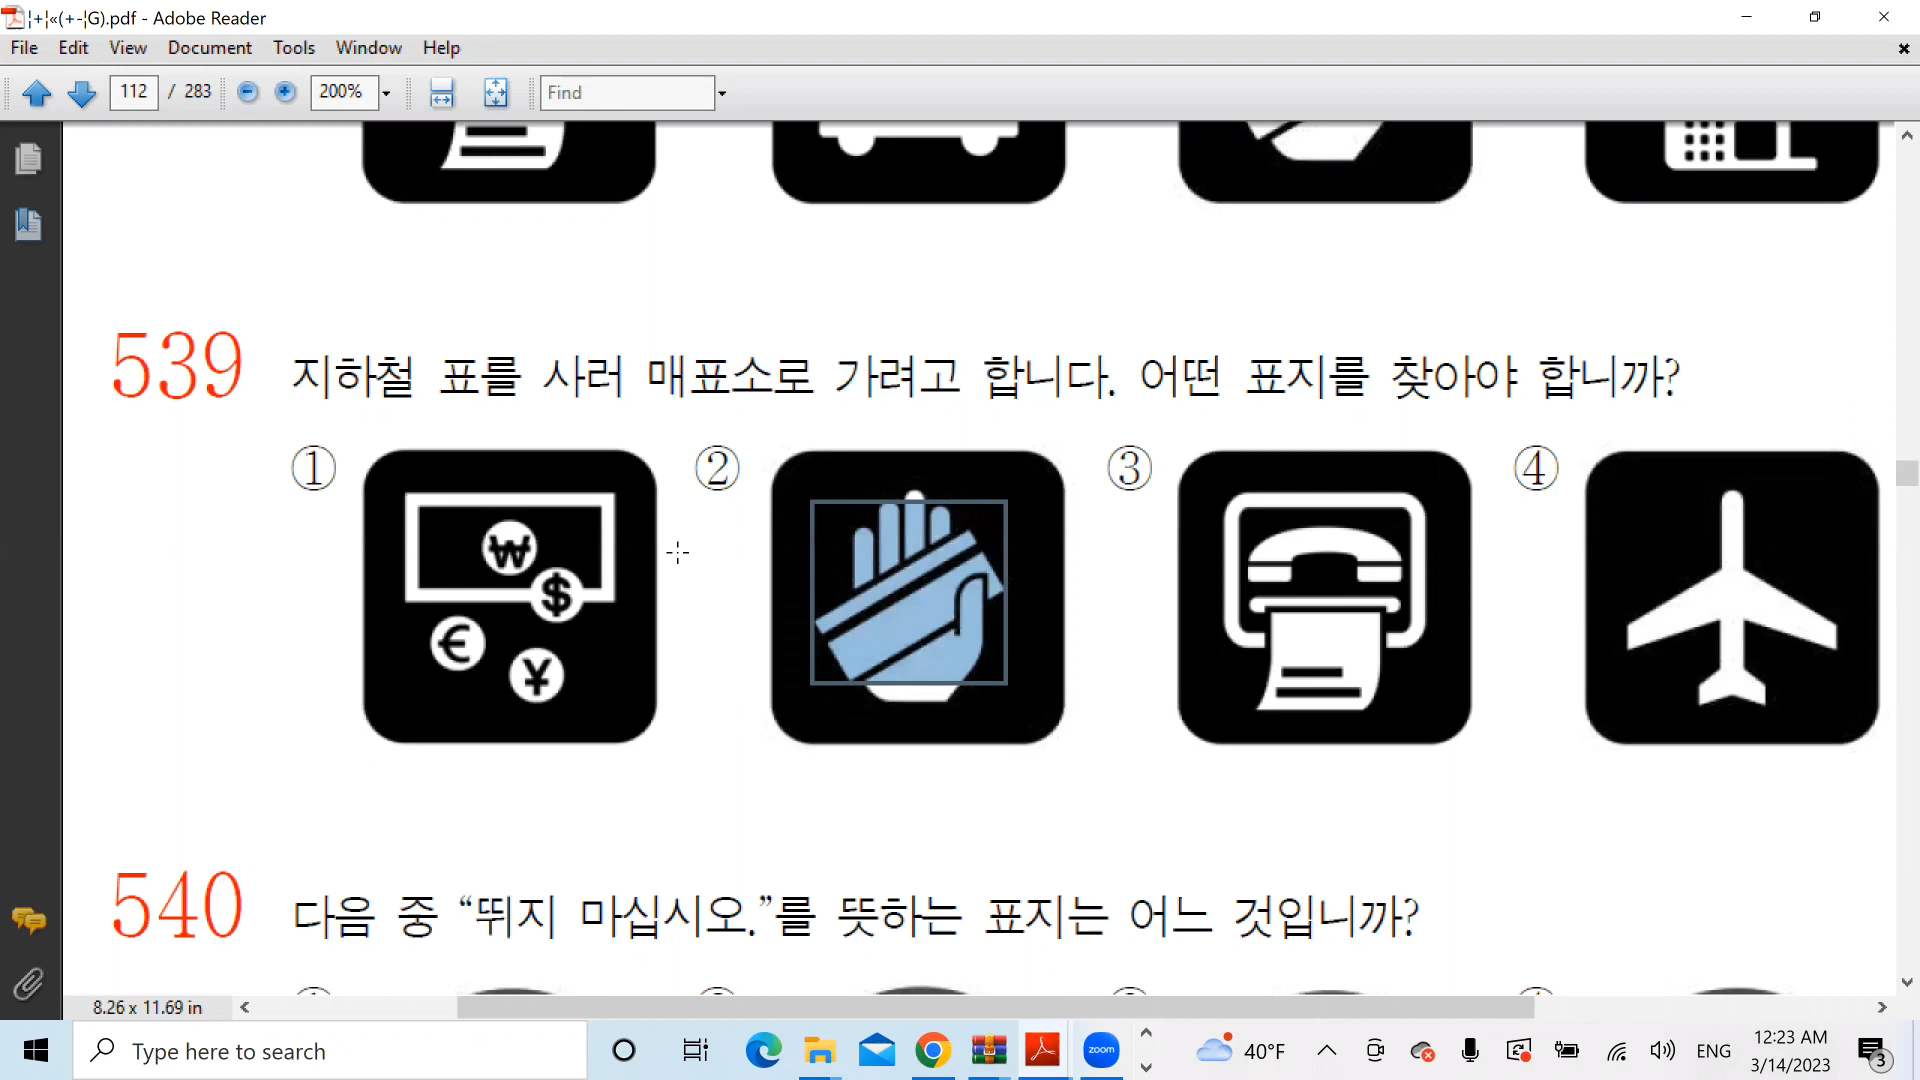 ¦+¦«(+-¦G).pdf - Adobe Reader
File Edit View Document Tools Window Help
112 / 283 200% Find
539 지하철 표를 사러 매표소로 가려고 합니다. 어떤 표지를 찾아야 합니까?
① ② ③ ④
₩
$
€
¥
540 다음 중 “뛰지 마십시오.”를 뜻하는 표지는 어느 것입니까?
8.26 x 11.69 in
Type here to search zoom 40°F ENG 12:23 AM
3/14/2023 3